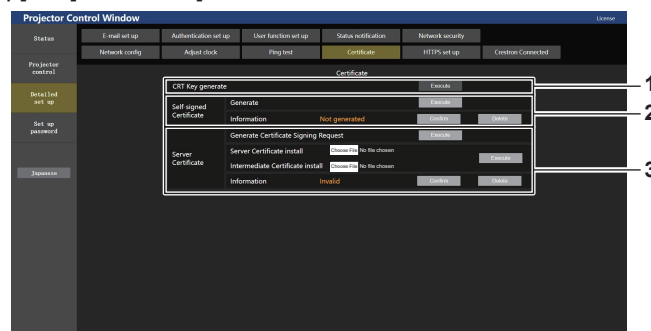 Projector Control Window
License
Status
E-mail set up
Authentication set up
User function set up
Status notification
Network security
Network config
Adjust clock
Ping test
Certificate
HTTPS set up
Crestron Connected
Projector
control
Detailed
set up
Set up
password
Japanese
Certificate
CRT Key generate
Execute
1
Self-signed
Certificate
Generate
Execute
Information
Not generated
Confirm
Delete
2
Server
Certificate
Generate Certificate Signing Request
Execute
Server Certificate install
Choose File No file chosen
Intermediate Certificate install
Choose File No file chosen
Execute
Information
Invalid
Confirm
Delete
3